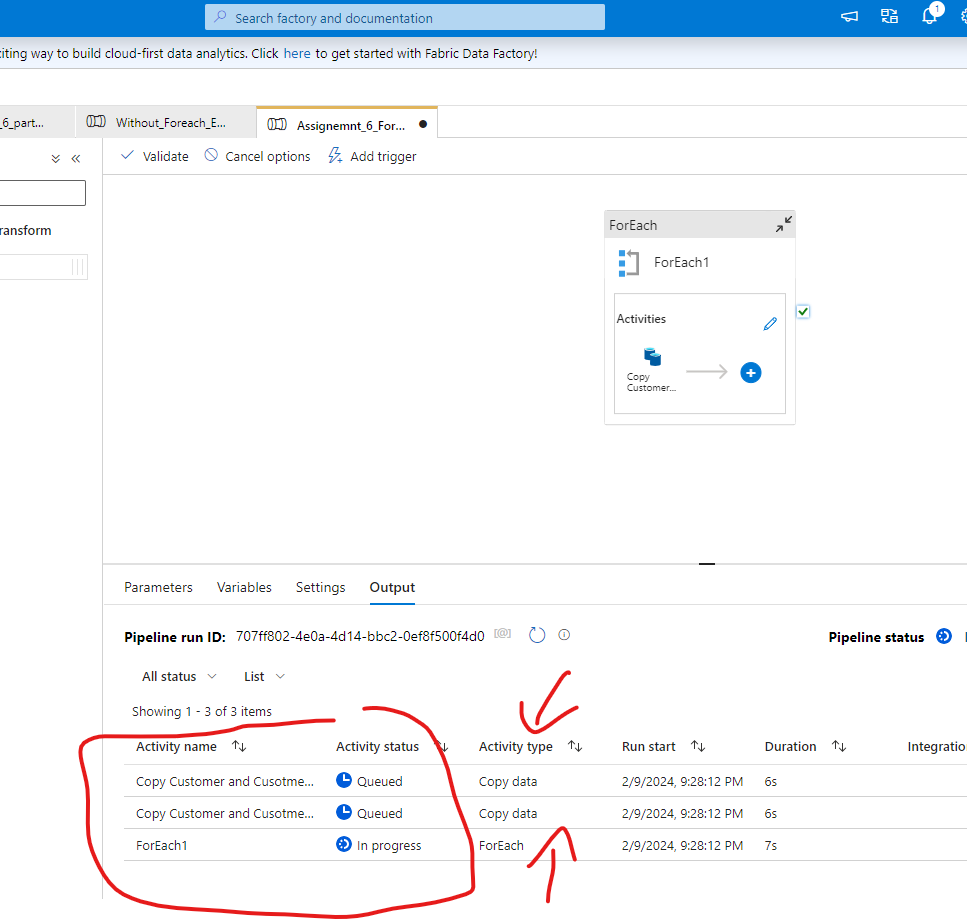 Search factory and documentation
1
citing way to build cloud-first data analytics. Click here to get started with Fabric Data Factory!
_6_part...
Without_Foreach_E...
Assignemnt_6_For...
Validate
Cancel options
Add trigger
ransform
ForEach
ForEach1
Activities
Copy
Customer...
Parameters
Variables
Settings
Output
Pipeline run ID: 707ff802-4e0a-4d14-bbc2-0ef8f500f4d0
Pipeline status
All status
List
Showing 1 - 3 of 3 items
Activity name Activity status Activity type Run start Duration Integratio
Copy Customer and Cusotme... Queued Copy data 2/9/2024, 9:28:12 PM 6s
Copy Customer and Cusotme... Queued Copy data 2/9/2024, 9:28:12 PM 6s
ForEach1 In progress ForEach 2/9/2024, 9:28:12 PM 7s